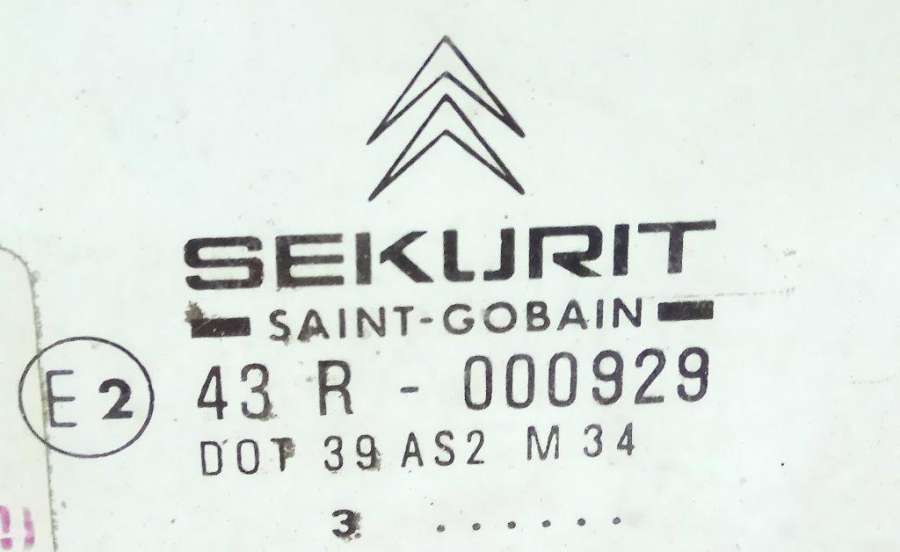 SEKURIT
SAINT-GOBAIN
E2 43 R - 000929
DOT 39 AS2 M 34
3 . . . . . .